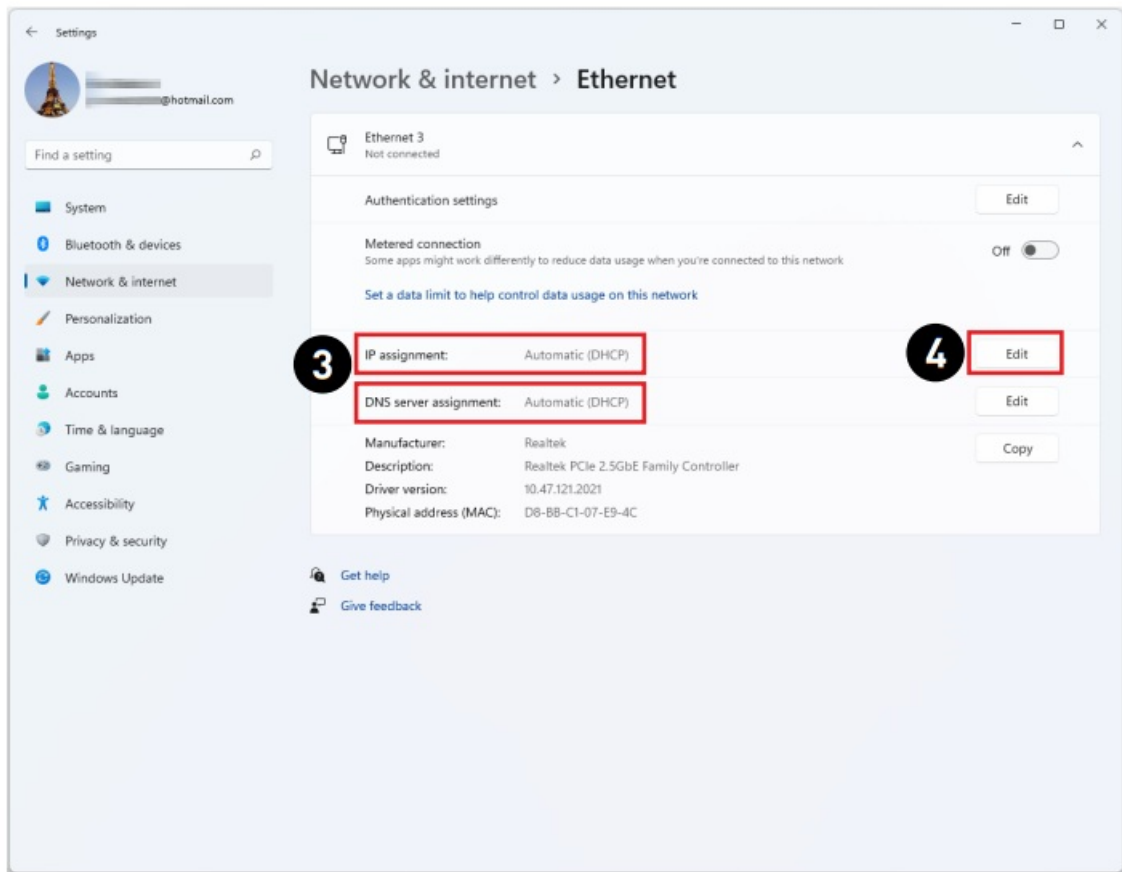 Settings
@hotmail.com
Find a setting
System
Bluetooth & devices
Network & internet
Personalization
Apps
Accounts
Time & language
Gaming
Accessibility
Privacy & security
Windows Update
Network & internet > Ethernet
Ethernet 3
Not connected
Authentication settings Edit
Metered connection
Some apps might work differently to reduce data usage when you're connected to this network
Off
Set a data limit to help control data usage on this network
3 IP assignment: Automatic (DHCP) 4 Edit
DNS server assignment: Automatic (DHCP) Edit
Manufacturer: Realtek Copy
Description: Realtek PCIe 2.5GbE Family Controller
Driver version: 10.47.121.2021
Physical address (MAC): D8-BB-C1-07-E9-4C
Get help
Give feedback